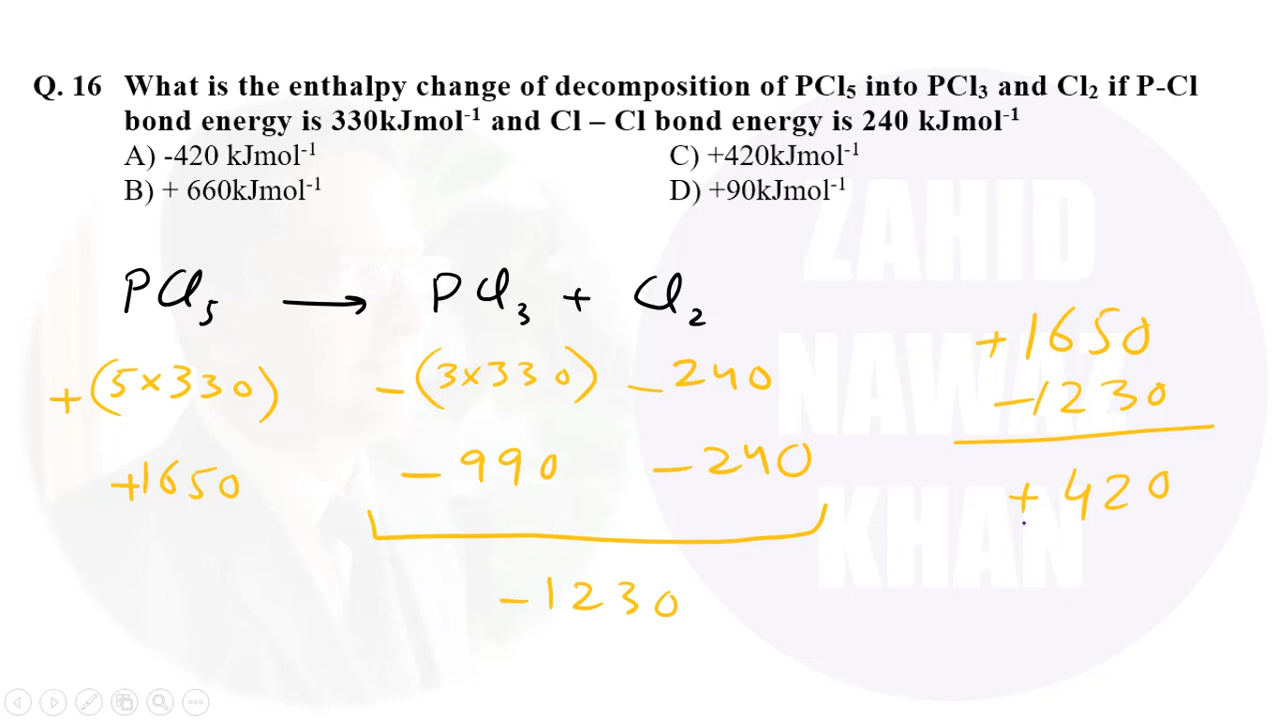 Q. 16 What is the enthalpy change of decomposition of PCl₅ into PCl₃ and Cl₂ if P-Cl
bond energy is 330kJmol⁻¹ and Cl – Cl bond energy is 240 kJmol⁻¹
A) -420 kJmol⁻¹ C) +420kJmol⁻¹
B) + 660kJmol⁻¹ D) +90kJmol⁻¹
PCl₅ → PCl₃ + Cl₂
+(5×330) -(3×330) -240
+1650 -990 -240
-1230
+1650
-1230
+420
ZAHID
NAWAZ
KHAN